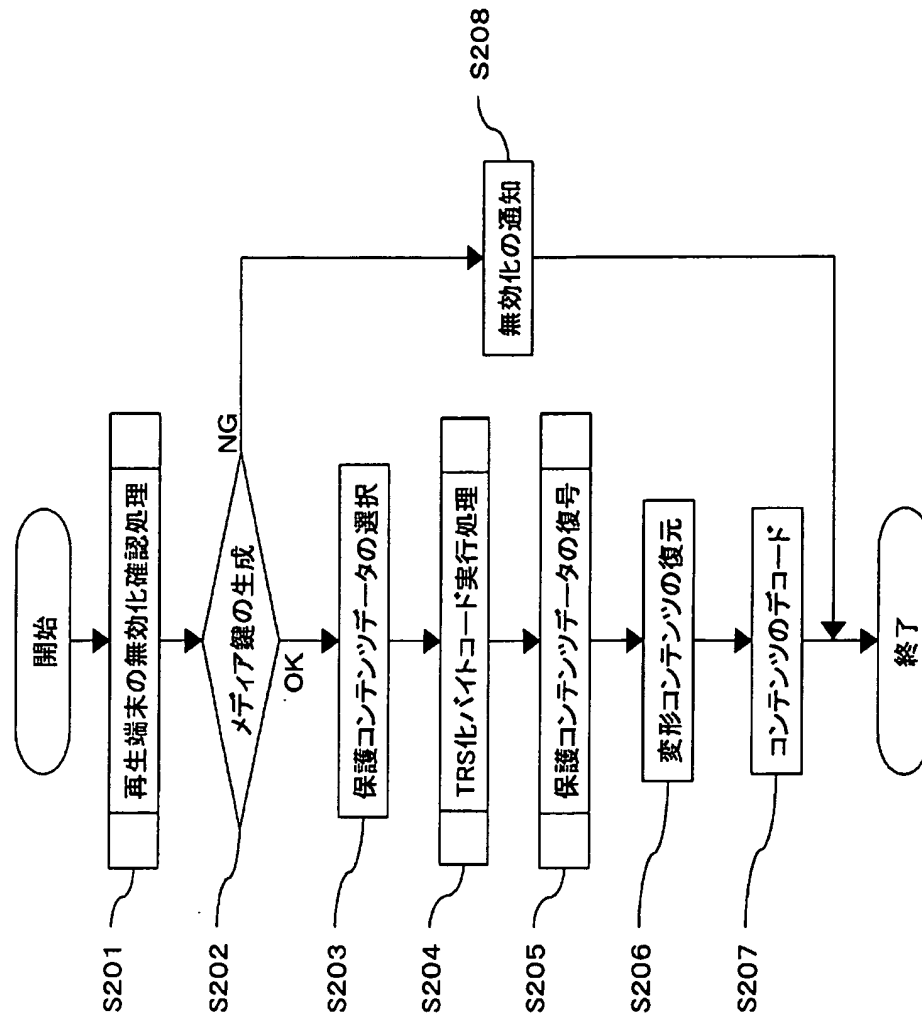 開始
S201
再生端末の無効化確認処理
S202
メディア鍵の生成
NG
OK
S203
保護コンテンツデータの選択
S204
TRS化バイトコード実行処理
S205
保護コンテンツデータの復号
S206
変形コンテンツの復元
S207
コンテンツのデコード
S208
無効化の通知
終了